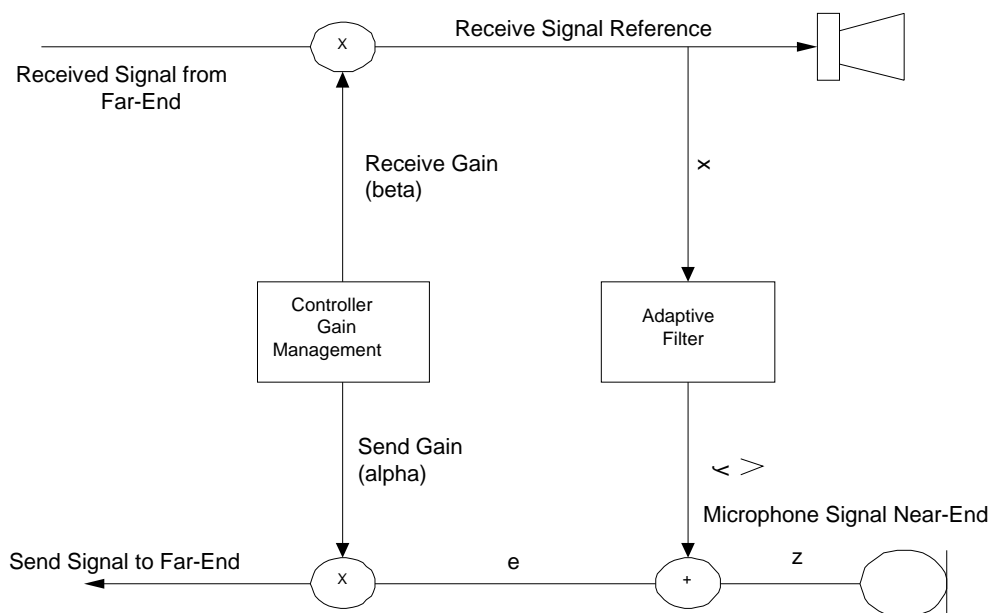 X
Receive Signal Reference
Received Signal from
Far-End
x
Receive Gain
(beta)
Controller
Gain
Management
Adaptive
Filter
Send Gain
(alpha)
y ^
Microphone Signal Near-End
Send Signal to Far-End
X
e
+
z